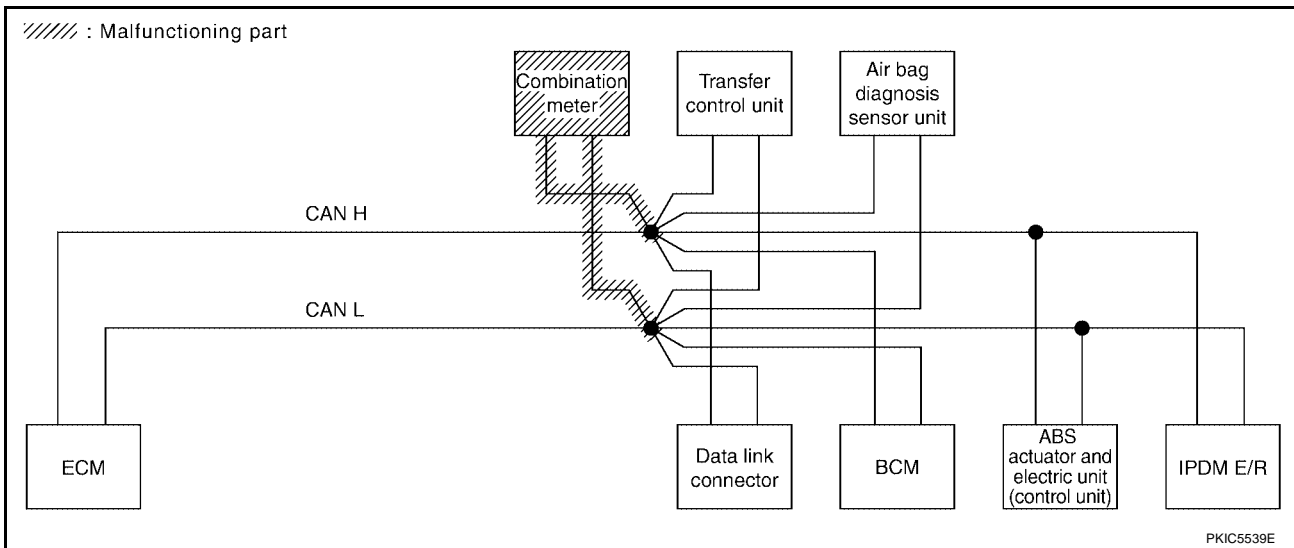 : Malfunctioning part
Combination
meter
Transfer
control unit
Air bag
diagnosis
sensor unit
CAN H
CAN L
ECM
Data link
connector
BCM
ABS
actuator and
electric unit
(control unit)
IPDM E/R
PKIC5539E